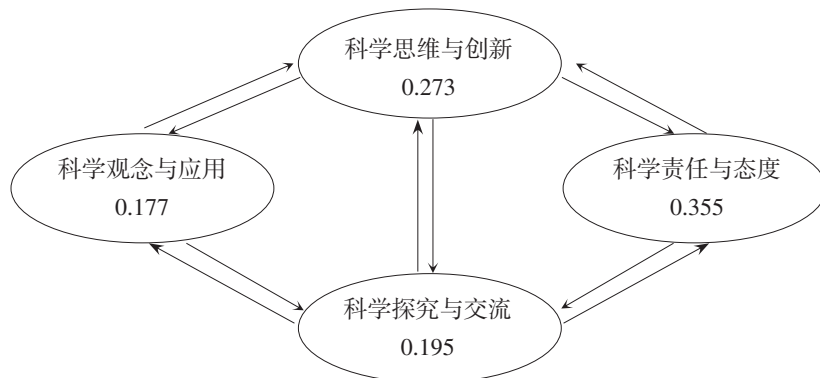 科学思维与创新
0.273
科学观念与应用
0.177
科学责任与态度
0.355
科学探究与交流
0.195